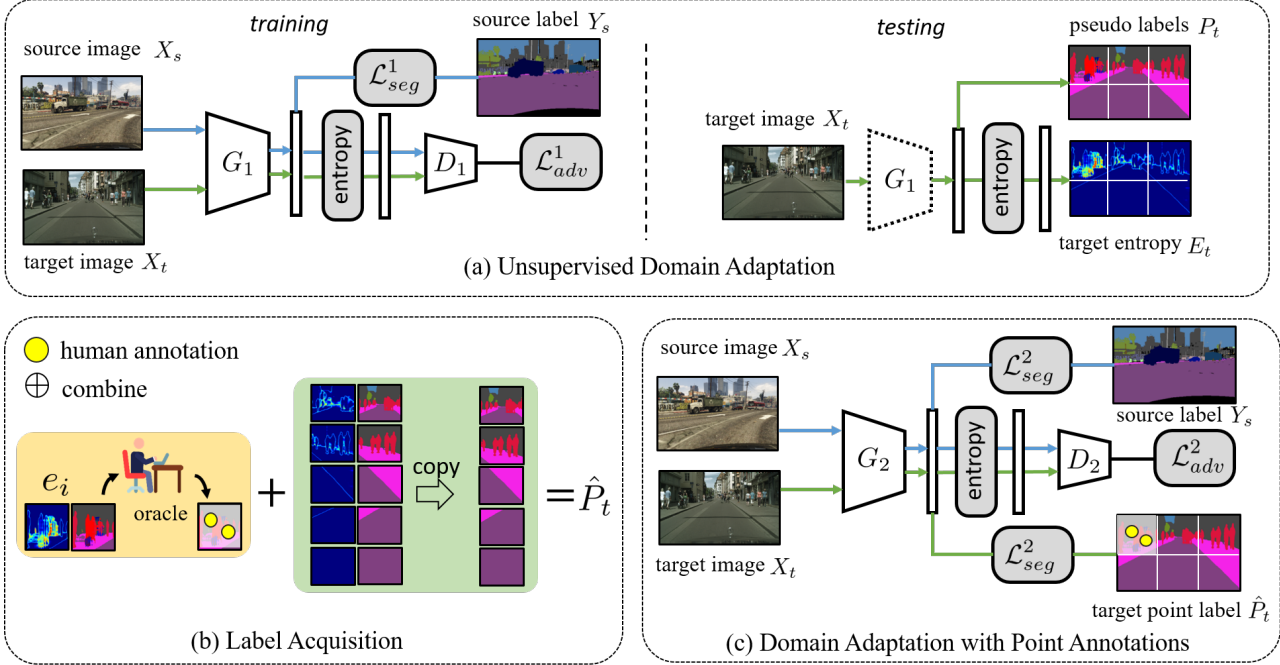 training
testing
source image X_s
source label Y_s
pseudo labels P_t
L^1_seg
target image X_t
G_1
entropy
D_1
L^1_adv
G_1
entropy
target image X_t
target entropy E_t
(a) Unsupervised Domain Adaptation
human annotation
combine
e_i
oracle
+
copy
= P̂_t
(b) Label Acquisition
source image X_s
L^2_seg
source label Y_s
G_2
entropy
D_2
L^2_adv
target image X_t
L^2_seg
target point label P̂_t
(c) Domain Adaptation with Point Annotations